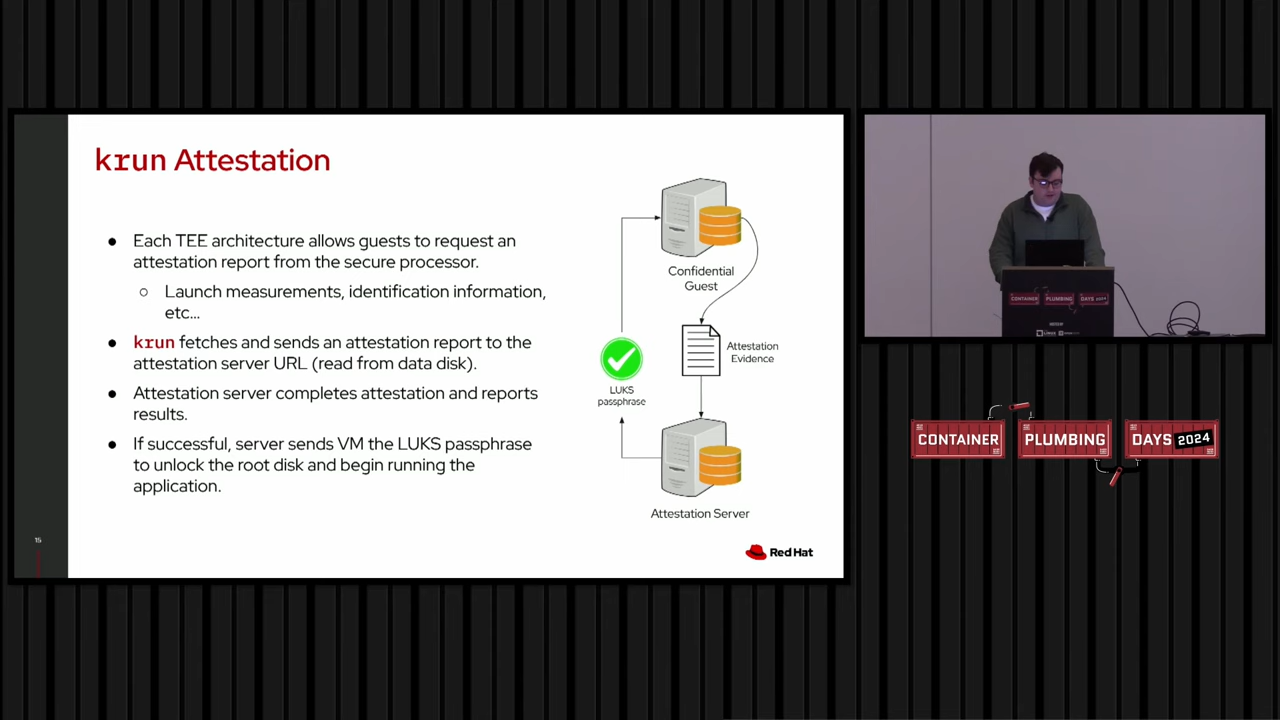 krun Attestation
● Each TEE architecture allows guests to request an
attestation report from the secure processor.
○ Launch measurements, identification information,
etc...
● krun fetches and sends an attestation report to the
attestation server URL (read from data disk).
● Attestation server completes attestation and reports
results.
● If successful, server sends VM the LUKS passphrase
to unlock the root disk and begin running the
application.
Confidential
Guest
Attestation
Evidence
LUKS
passphrase
Attestation Server
15
Red Hat
CONTAINER PLUMBING DAYS 2024
CONTAINER PLUMBING DAYS 2024